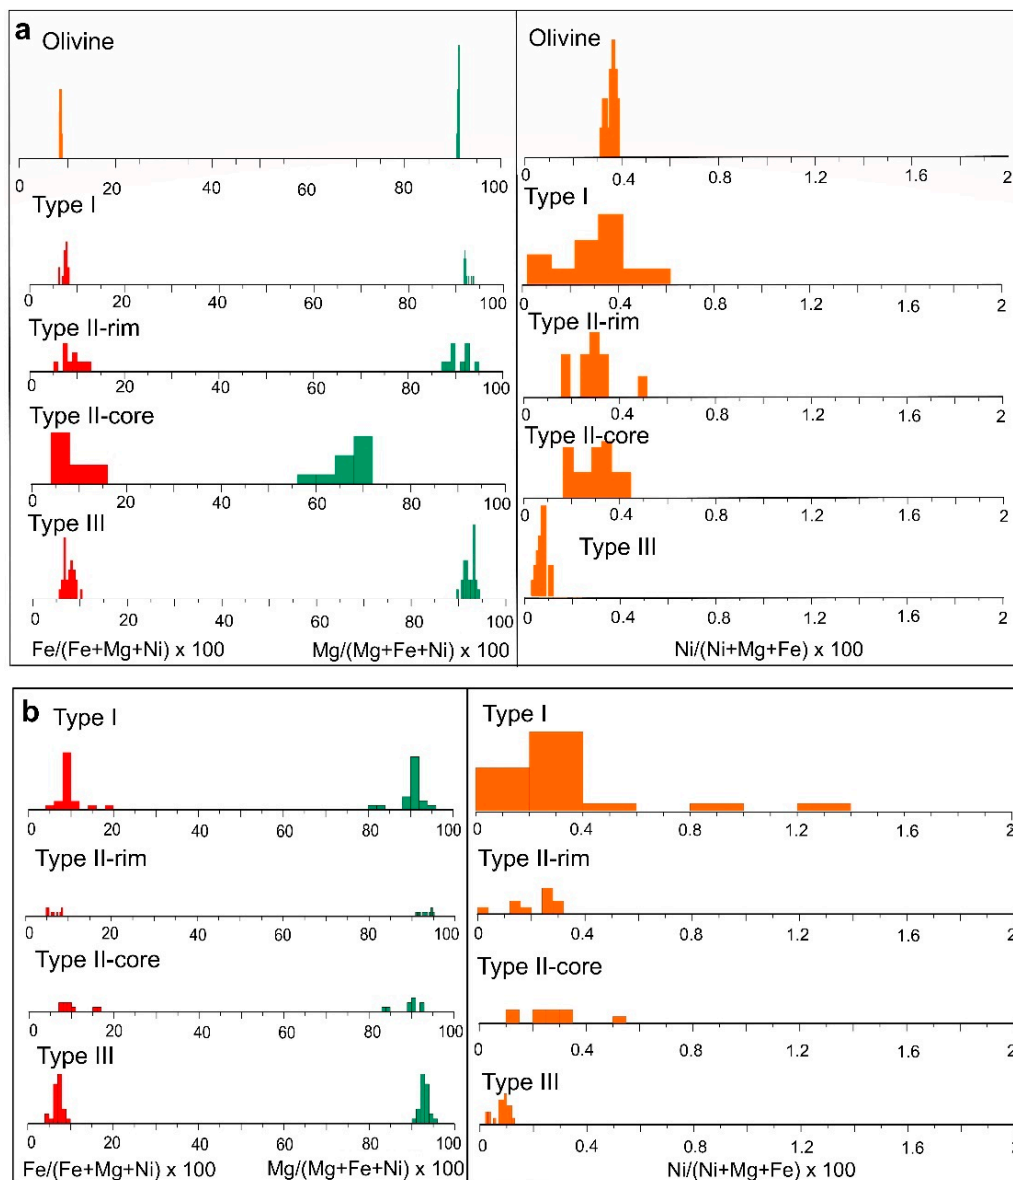 a
Olivine
0 20 40 60 80 100
Type I
0 20 40 60 80 100
Type II-rim
0 20 40 60 80 100
Type II-core
0 20 40 60 80 100
Type III
0 20 40 60 80 100
Fe/(Fe+Mg+Ni) x 100 Mg/(Mg+Fe+Ni) x 100
Olivine
0 0.4 0.8 1.2 1.6 2
Type I
0 0.4 0.8 1.2 1.6 2
Type II-rim
0 0.4 0.8 1.2 1.6 2
Type II-core
0 0.4 0.8 1.2 1.6 2
Type III
0 0.4 0.8 1.2 1.6 2
Ni/(Ni+Mg+Fe) x 100
b
Type I
0 20 40 60 80 100
Type II-rim
0 20 40 60 80 100
Type II-core
0 20 40 60 80 100
Type III
0 20 40 60 80 100
Fe/(Fe+Mg+Ni) x 100 Mg/(Mg+Fe+Ni) x 100
Type I
0 0.4 0.8 1.2 1.6 2
Type II-rim
0 0.4 0.8 1.2 1.6 2
Type II-core
0 0.4 0.8 1.2 1.6 2
Type III
0 0.4 0.8 1.2 1.6 2
Ni/(Ni+Mg+Fe) x 100